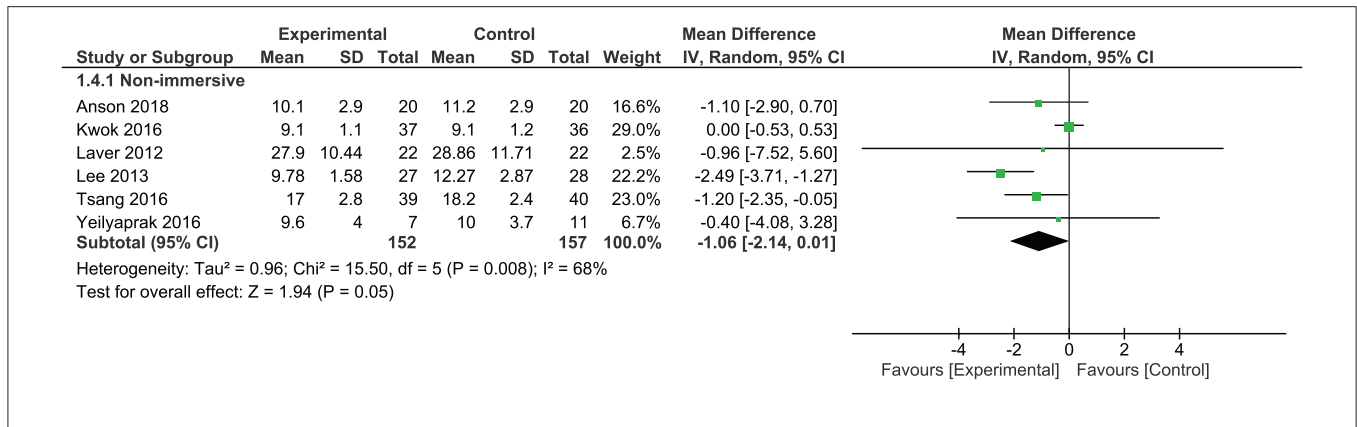 Experimental Control Mean Difference Mean Difference
Study or Subgroup Mean SD Total Mean SD Total Weight IV, Random, 95% CI IV, Random, 95% CI
1.4.1 Non-immersive
Anson 2018 10.1 2.9 20 11.2 2.9 20 16.6% -1.10 [-2.90, 0.70]
Kwok 2016 9.1 1.1 37 9.1 1.2 36 29.0% 0.00 [-0.53, 0.53]
Laver 2012 27.9 10.44 22 28.86 11.71 22 2.5% -0.96 [-7.52, 5.60]
Lee 2013 9.78 1.58 27 12.27 2.87 28 22.2% -2.49 [-3.71, -1.27]
Tsang 2016 17 2.8 39 18.2 2.4 40 23.0% -1.20 [-2.35, -0.05]
Yeilyaprak 2016 9.6 4 7 10 3.7 11 6.7% -0.40 [-4.08, 3.28]
Subtotal (95% CI) 152 157 100.0% -1.06 [-2.14, 0.01]
Heterogeneity: Tau² = 0.96; Chi² = 15.50, df = 5 (P = 0.008); I² = 68%
Test for overall effect: Z = 1.94 (P = 0.05)
-4 -2 0 2 4
Favours [Experimental] Favours [Control]